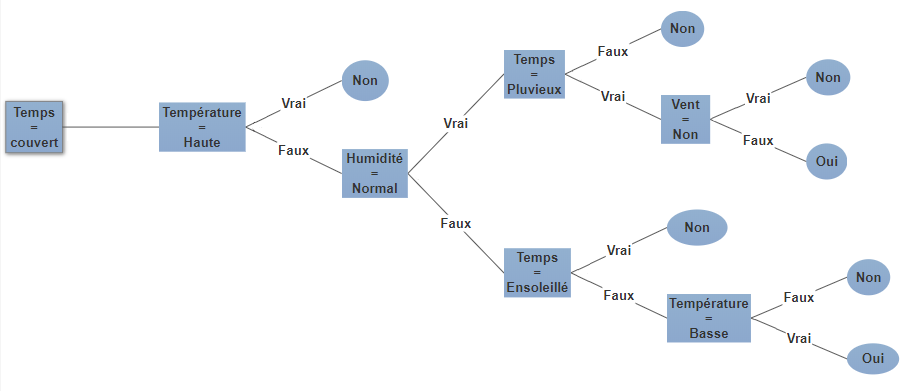 Temps
=
couvert
Température
=
Haute
Vrai
Non
Faux
Humidité
=
Normal
Vrai
Temps
=
Pluvieux
Faux
Non
Vrai
Vent
=
Non
Vrai
Non
Faux
Oui
Faux
Temps
=
Ensoleillé
Vrai
Non
Faux
Température
=
Basse
Faux
Non
Vrai
Oui